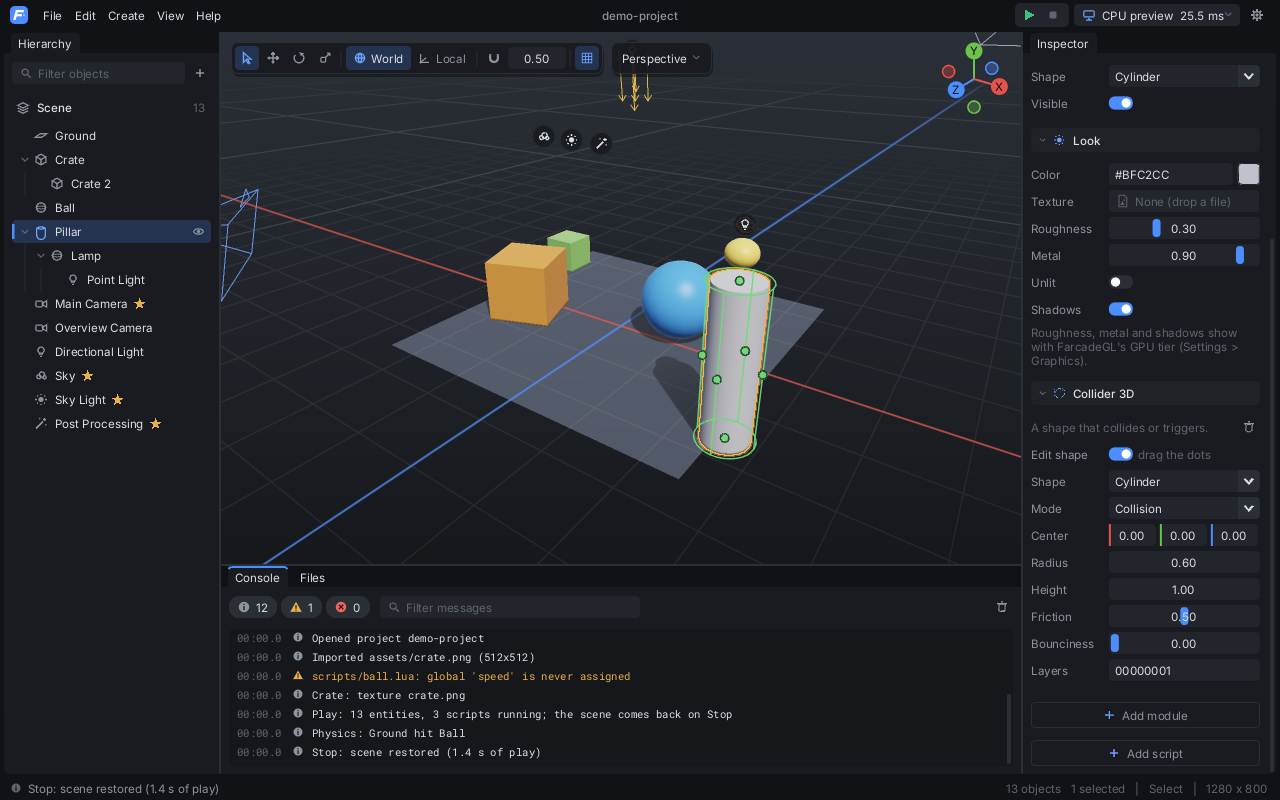 File Edit Create View Help
demo-project
CPU preview 25.5 ms
Hierarchy
Filter objects
Scene 13
Ground
Crate
Crate 2
Ball
Pillar
Lamp
Point Light
Main Camera
Overview Camera
Directional Light
Sky
Sky Light
Post Processing
World Local 0.50 Perspective
Y
X
Z
Console Files
12 1 0 Filter messages
00:00.0 Opened project demo-project
00:00.0 Imported assets/crate.png (512x512)
00:00.0 scripts/ball.lua: global 'speed' is never assigned
00:00.0 Crate: texture crate.png
00:00.0 Play: 13 entities, 3 scripts running; the scene comes back on Stop
00:00.0 Physics: Ground hit Ball
00:00.0 Stop: scene restored (1.4 s of play)
Inspector
Shape Cylinder
Visible
Look
Color #BFC2CC
Texture None (drop a file)
Roughness 0.30
Metal 0.90
Unlit
Shadows
Roughness, metal and shadows show
with FarcadeGL's GPU tier (Settings >
Graphics).
Collider 3D
A shape that collides or triggers.
Edit shape drag the dots
Shape Cylinder
Mode Collision
Center 0.00 0.00 0.00
Radius 0.60
Height 1.00
Friction 0.50
Bounciness 0.00
Layers 00000001
Add module
Add script
Stop: scene restored (1.4 s of play)
13 objects 1 selected | Select | 1280 x 800